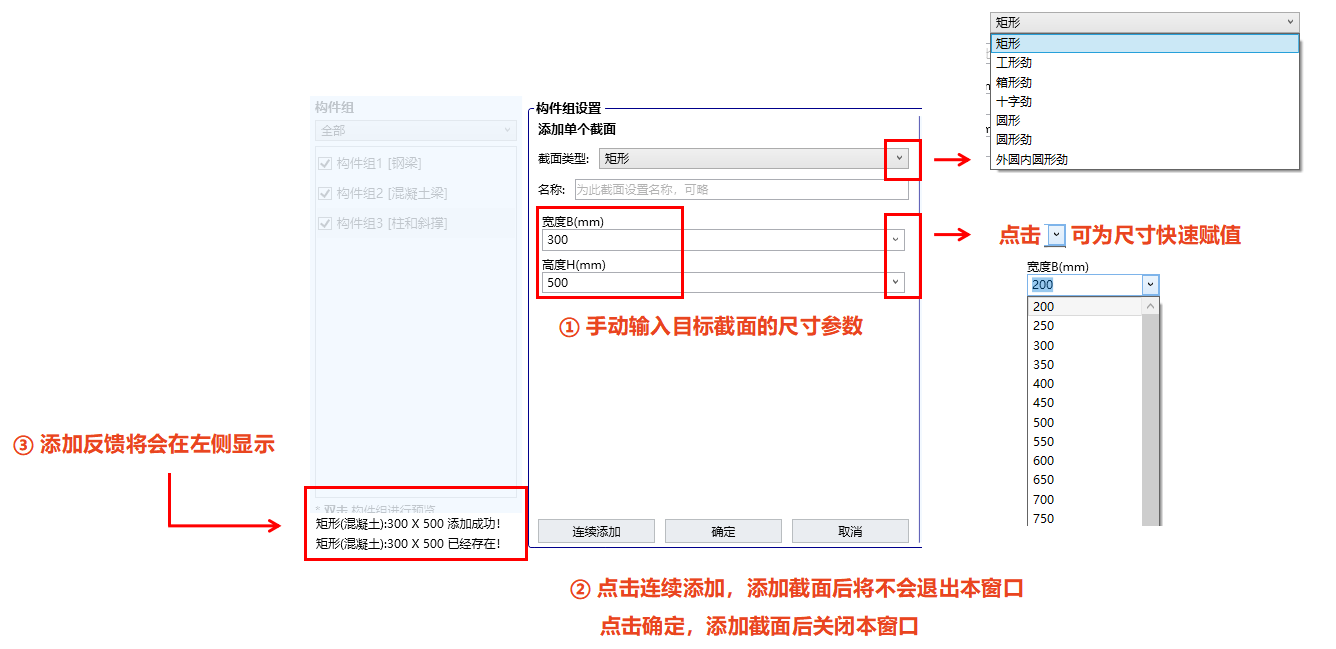 矩形
矩形
工形劲
箱形劲
十字劲
圆形
圆形劲
外圆内圆形劲
构件组
全部
构件组1 [钢梁]
构件组2 [混凝土梁]
构件组3 [柱和斜撑]
* 双击 构件组进行预览
矩形(混凝土):300 X 500 添加成功!
矩形(混凝土):300 X 500 已经存在!
构件组设置
添加单个截面
截面类型: 矩形
名称: 为此截面设置名称，可略
宽度B(mm)
300
高度H(mm)
500
① 手动输入目标截面的尺寸参数
连续添加 确定 取消
点击 可为尺寸快速赋值
宽度B(mm)
200
200
250
300
350
400
450
500
550
600
650
700
750
③ 添加反馈将会在左侧显示
② 点击连续添加，添加截面后将不会退出本窗口
点击确定，添加截面后关闭本窗口